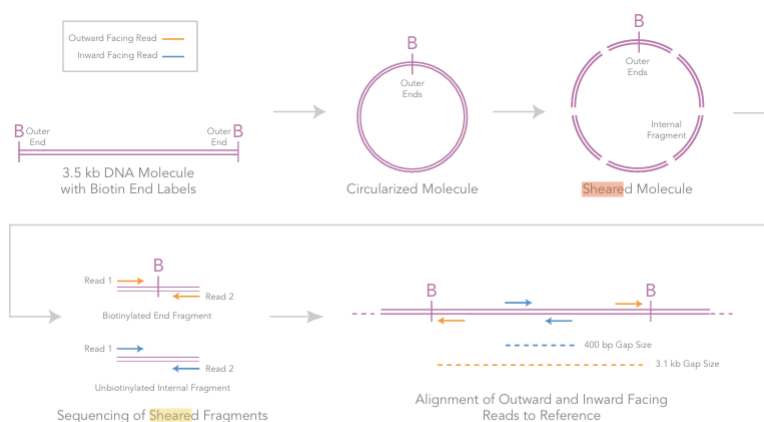 Outward Facing Read
Inward Facing Read
B Outer
End
Outer B
End
3.5 kb DNA Molecule
with Biotin End Labels
B
Outer
Ends
Circularized Molecule
B
Outer
Ends
Internal
Fragment
Sheared Molecule
B
Read 1
Read 2
Biotinylated End Fragment
Read 1
Read 2
Unbiotinylated Internal Fragment
Sequencing of Sheared Fragments
B
B
400 bp Gap Size
3.1 kb Gap Size
Alignment of Outward and Inward Facing
Reads to Reference